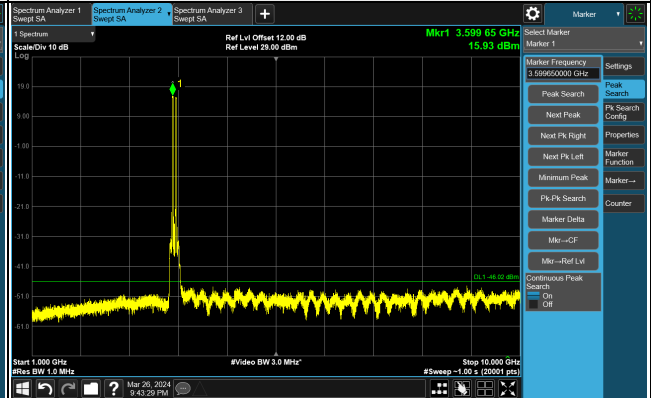 Spectrum Analyzer 1
Swept SA
Spectrum Analyzer 2
Swept SA
Spectrum Analyzer 3
Swept SA
Marker
1 Spectrum
Scale/Div 10 dB
Log
Ref Lvl Offset 12.00 dB
Ref Level 29.00 dBm
Mkr1 3.599 65 GHz
15.93 dBm
1
19.0
9.00
-1.00
-11.0
-21.0
-31.0
-41.0
-51.0
-61.0
DL1 -46.02 dBm
Start 1.000 GHz
#Res BW 1.0 MHz
#Video BW 3.0 MHz*
Stop 10.000 GHz
#Sweep ~1.00 s (20001 pts)
Select Marker
Marker 1
Marker Frequency
3.599650000 GHz
Peak Search
Next Peak
Next Pk Right
Next Pk Left
Minimum Peak
Pk-Pk Search
Marker Delta
Mkr→CF
Mkr→Ref Lvl
Continuous Peak
Search
On
Off
Settings
Peak
Search
Pk Search
Config
Properties
Marker
Function
Marker→
Counter
?
Mar 26, 2024
9:43:29 PM